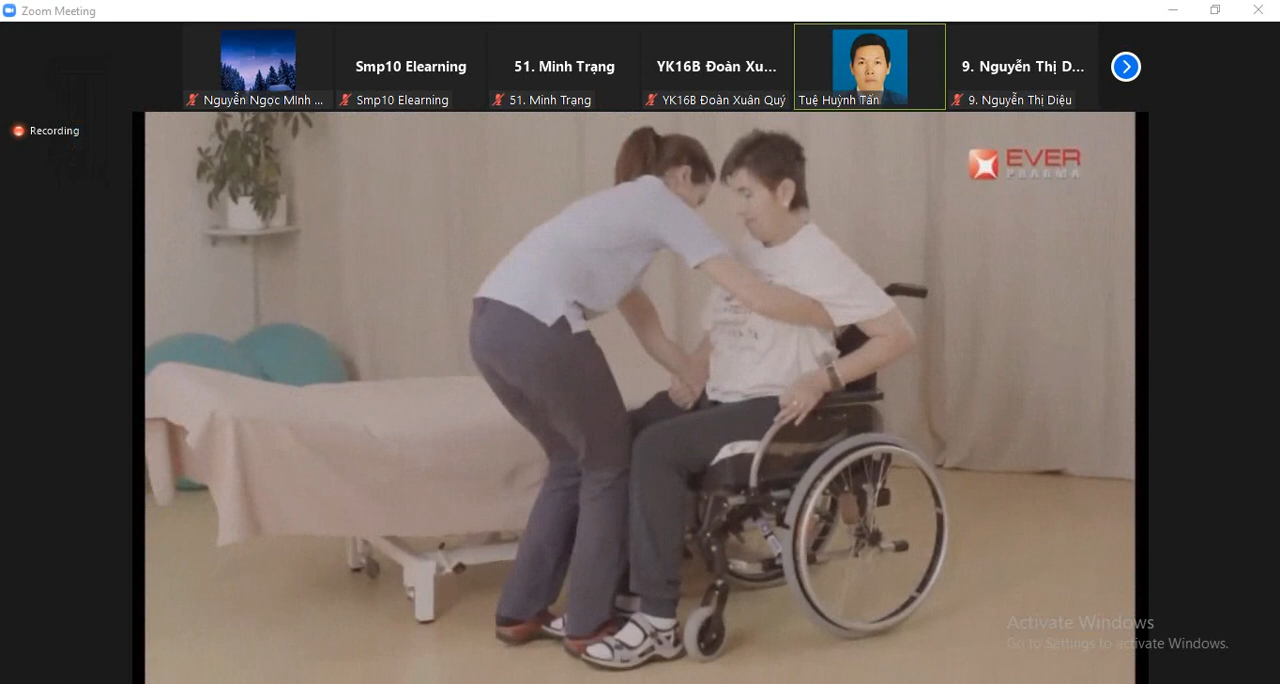 Zoom Meeting
Smp10 Elearning
51. Minh Trạng
YK16B Đoàn Xu...
9. Nguyễn Thị D...
Nguyễn Ngọc Minh ...
Smp10 Elearning
51. Minh Trạng
YK16B Đoàn Xuân Quý
Tuệ Huỳnh Tấn
9. Nguyễn Thị Diệu
Recording
EVER
PHARMA
Activate Windows
Go to Settings to activate Windows.